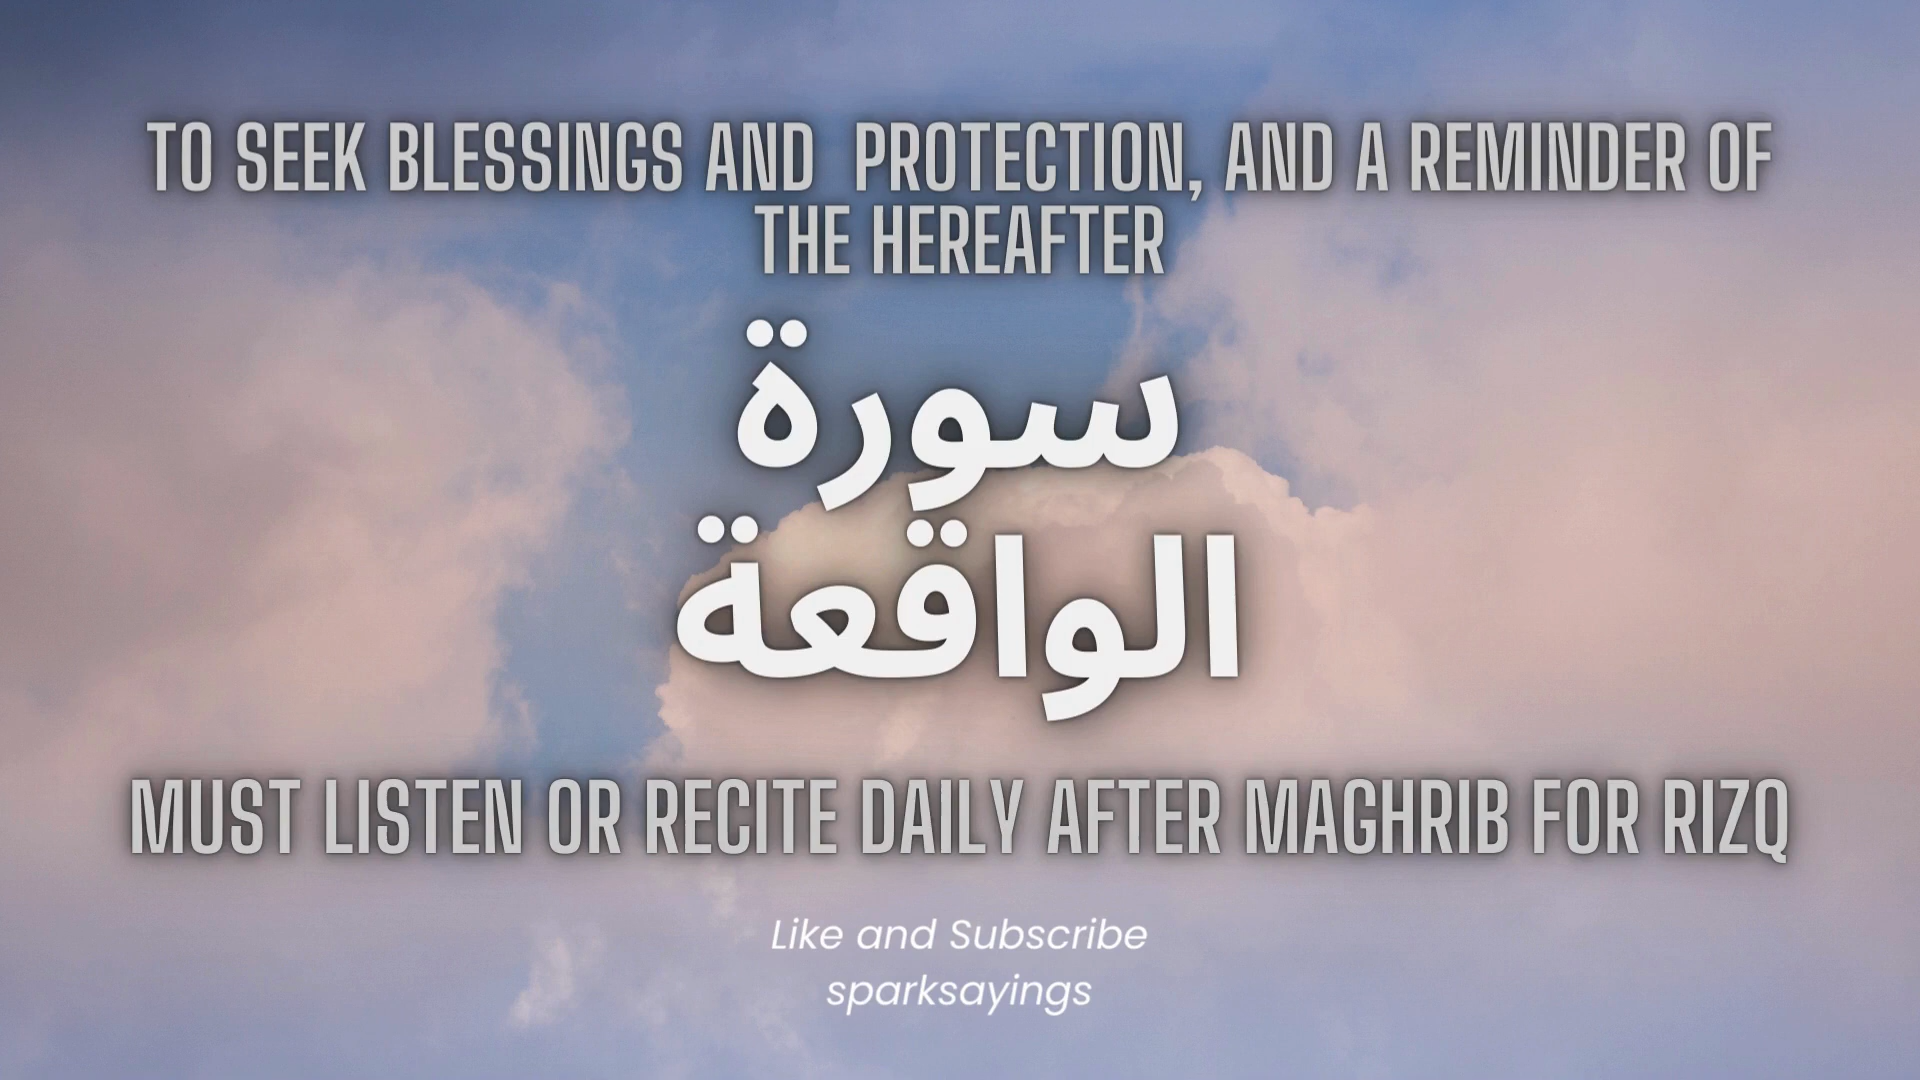 TO SEEK BLESSINGS AND PROTECTION, AND A REMINDER OF
THE HEREAFTER
سورة
الواقعة
MUST LISTEN OR RECITE DAILY AFTER MAGHRIB FOR RIZQ
Like and Subscribe
sparksayings